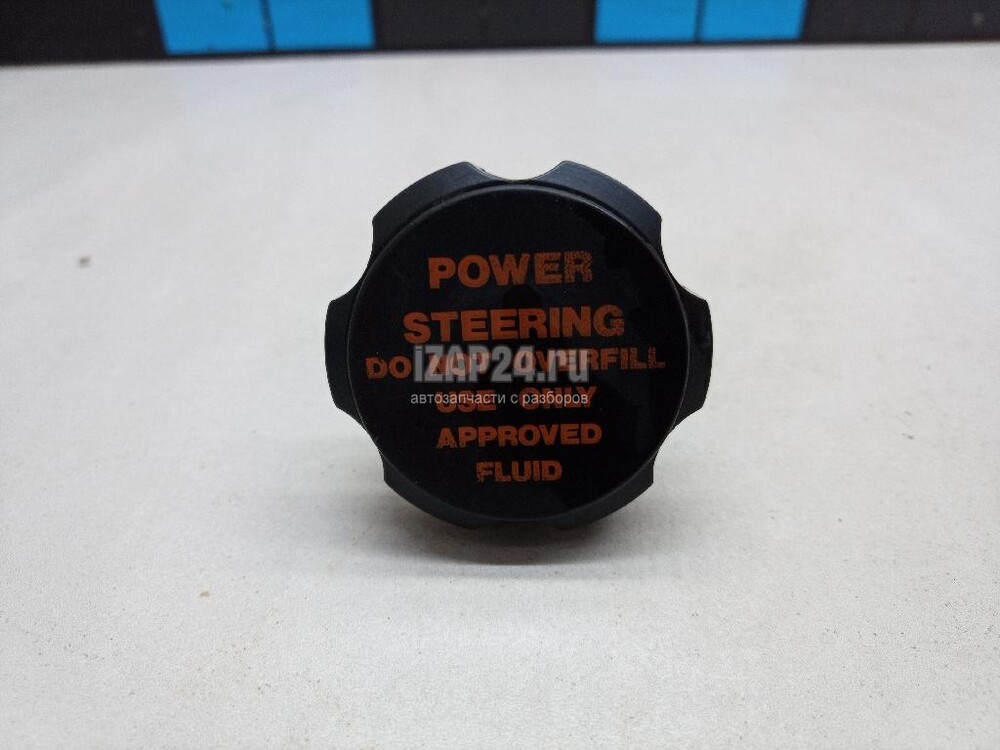 POWER
STEERING
DO NOT OVERFILL
iZAP24.ru
USE ONLY
автозапчасти с разборов
APPROVED
FLUID